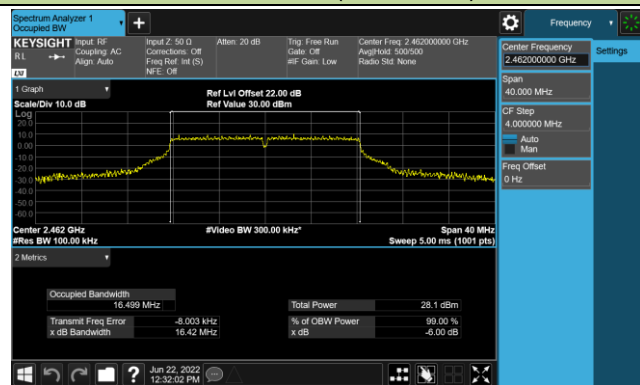 Spectrum Analyzer 1
Occupied BW
Frequency
KEYSIGHT
R L
LXI
Input: RF
Coupling: AC
Align: Auto
Input Z: 50 Ω
Corrections: Off
Freq Ref: Int (S)
NFE: Off
Atten: 20 dB
Trig: Free Run
Gate: Off
#IF Gain: Low
Center Freq: 2.462000000 GHz
Avg|Hold: 500/500
Radio Std: None
Center Frequency
2.462000000 GHz
Settings
Span
40.000 MHz
CF Step
4.000000 MHz
Auto
Man
Freq Offset
0 Hz
1 Graph
Scale/Div 10.0 dB
Ref Lvl Offset 22.00 dB
Ref Value 30.00 dBm
Log
20.0
10.0
0.00
-10.0
-20.0
-30.0
-40.0
-50.0
-60.0
Center 2.462 GHz
#Res BW 100.00 kHz
#Video BW 300.00 kHz*
Span 40 MHz
Sweep 5.00 ms (1001 pts)
2 Metrics
Occupied Bandwidth
16.499 MHz
Total Power 28.1 dBm
Transmit Freq Error -8.003 kHz
% of OBW Power 99.00 %
x dB Bandwidth 16.42 MHz
x dB -6.00 dB
?
Jun 22, 2022
12:32:02 PM